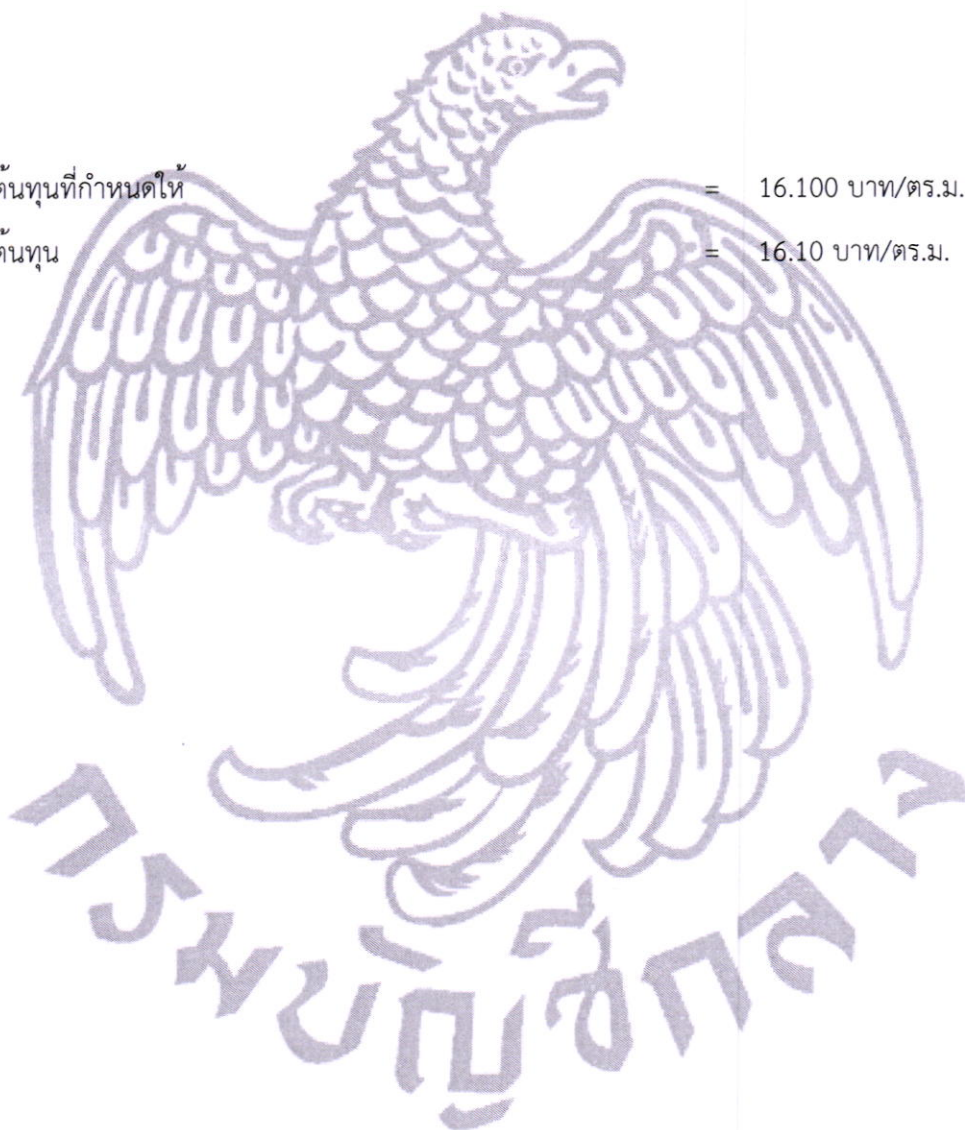 ต้นทุนที่กำหนดให้ = 16.100 บาท/ตร.ม.
ต้นทุน = 16.10 บาท/ตร.ม.
กรมบัญชีกลาง